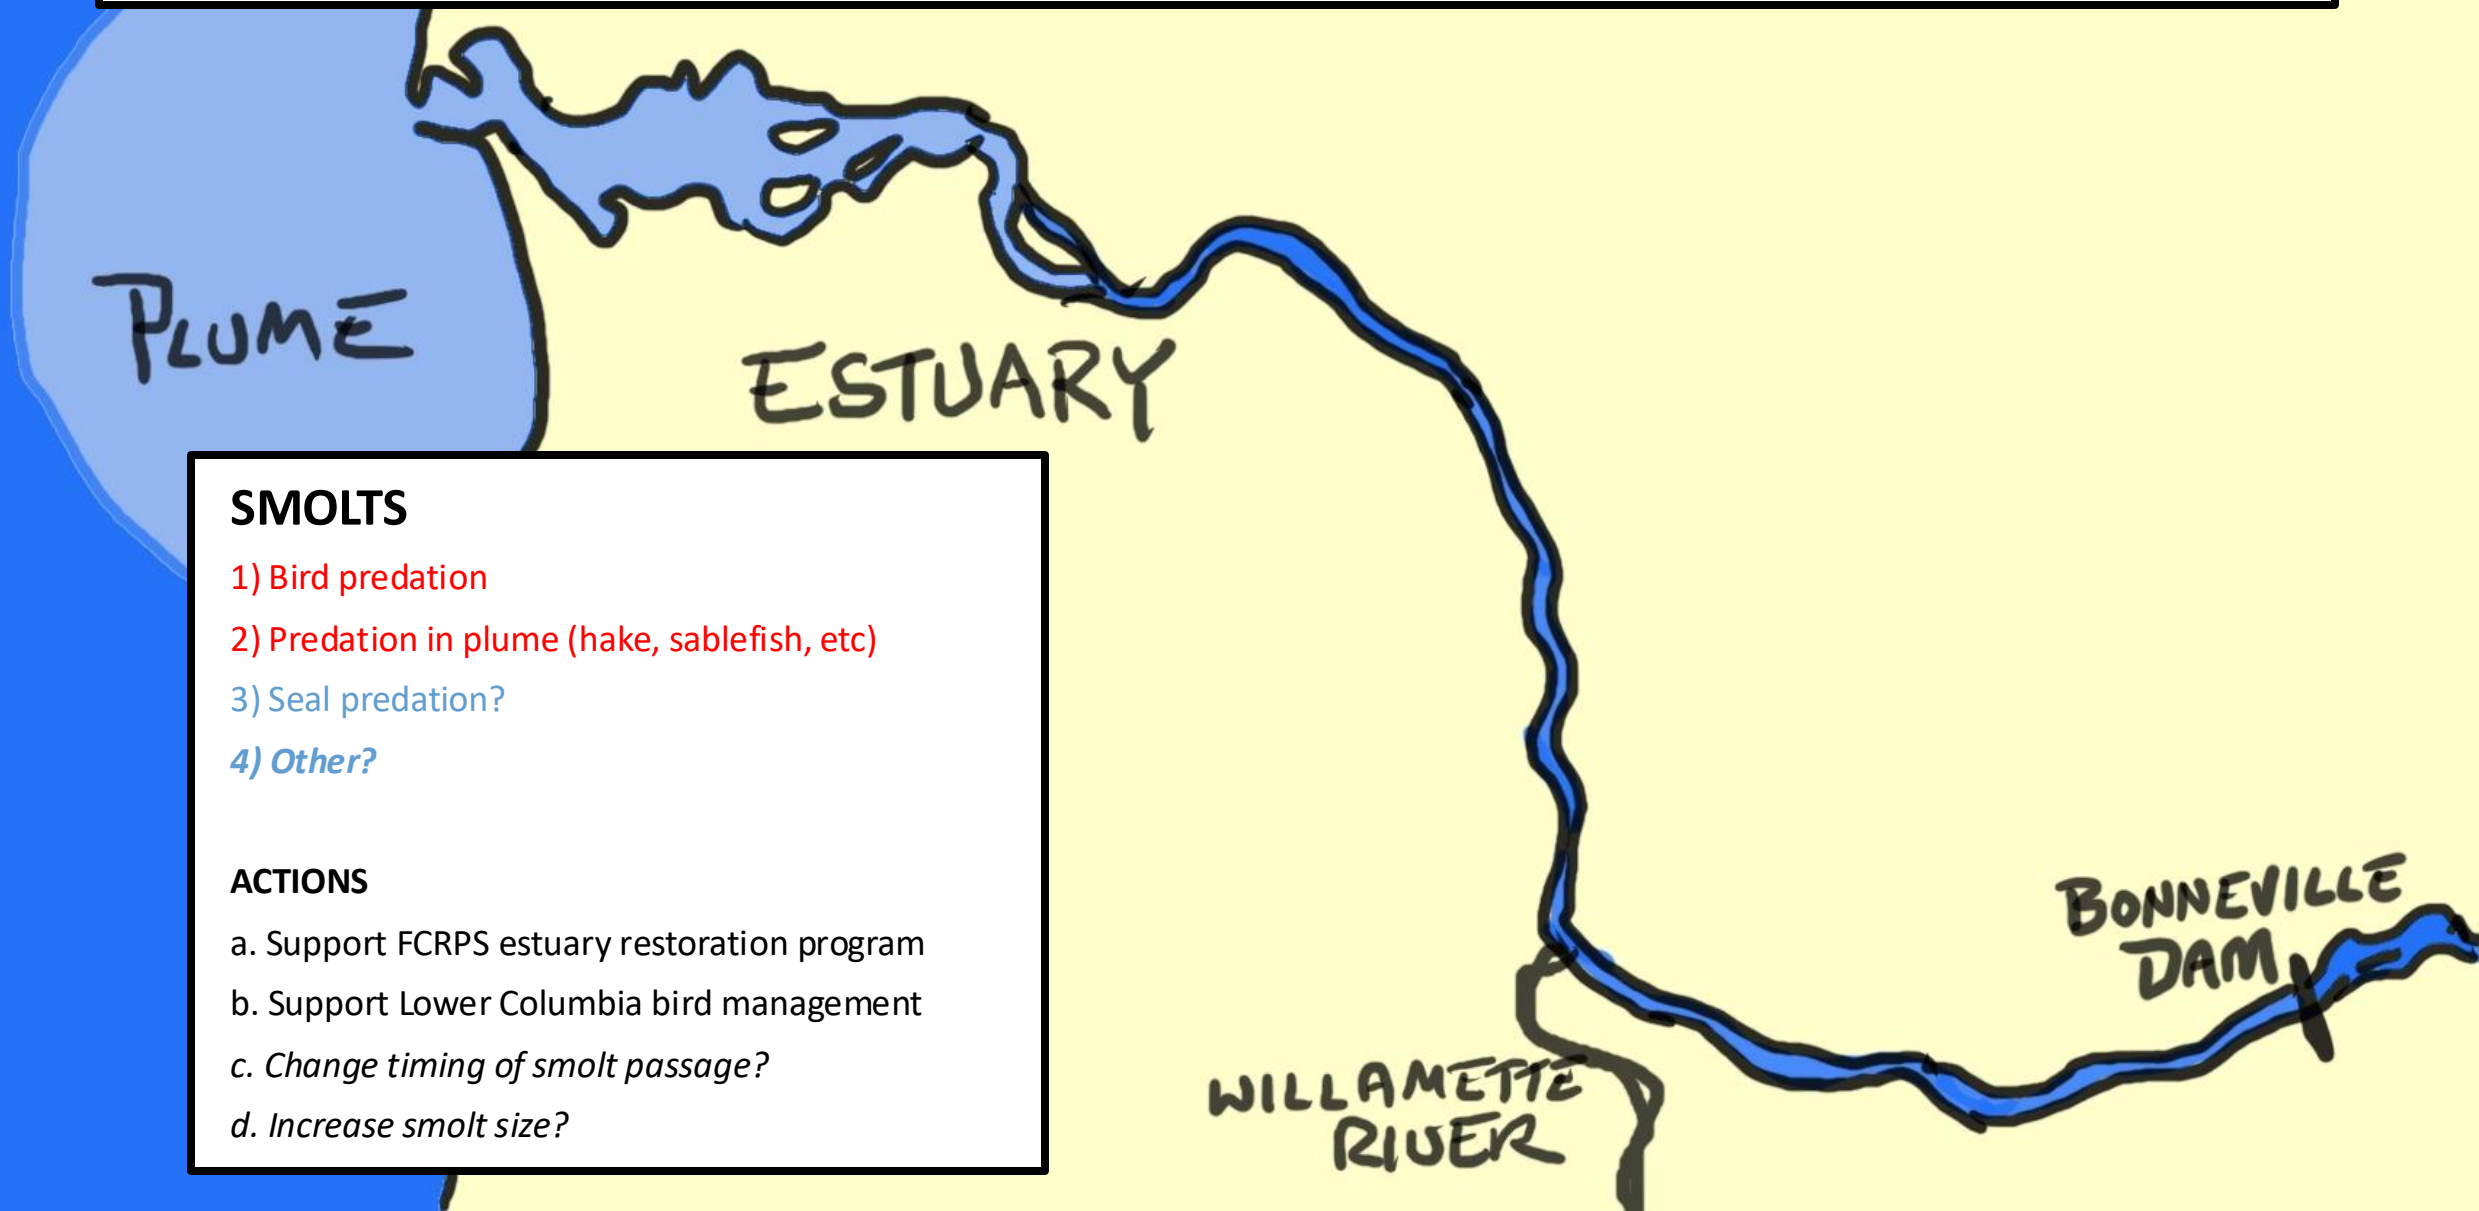 PLUME
ESTUARY
SMOLTS
1) Bird predation
2) Predation in plume (hake, sablefish, etc)
3) Seal predation?
4) Other?
ACTIONS
a. Support FCRPS estuary restoration program
b. Support Lower Columbia bird management
c. Change timing of smolt passage?
d. Increase smolt size?
BONNEVILLE
DAM
WILLAMETTE
RIVER